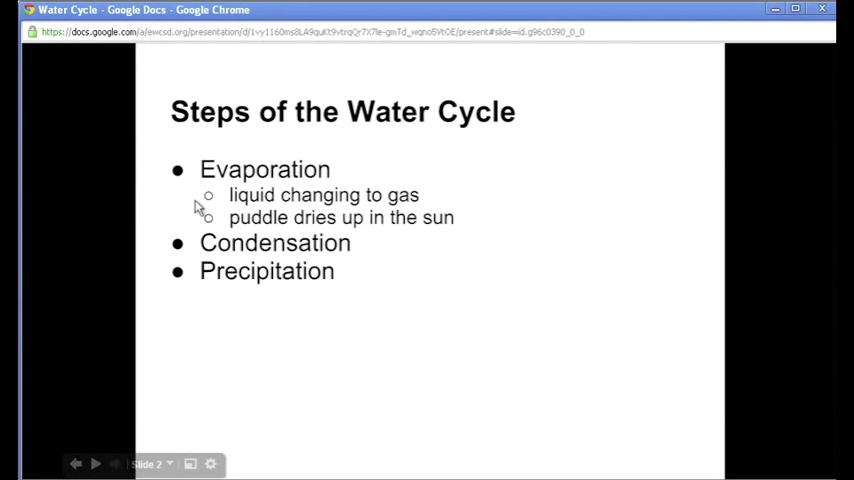 Water Cycle - Google Docs - Google Chrome
Steps of the Water Cycle
● Evaporation
○ liquid changing to gas
○ puddle dries up in the sun
● Condensation
● Precipitation
Slide 2